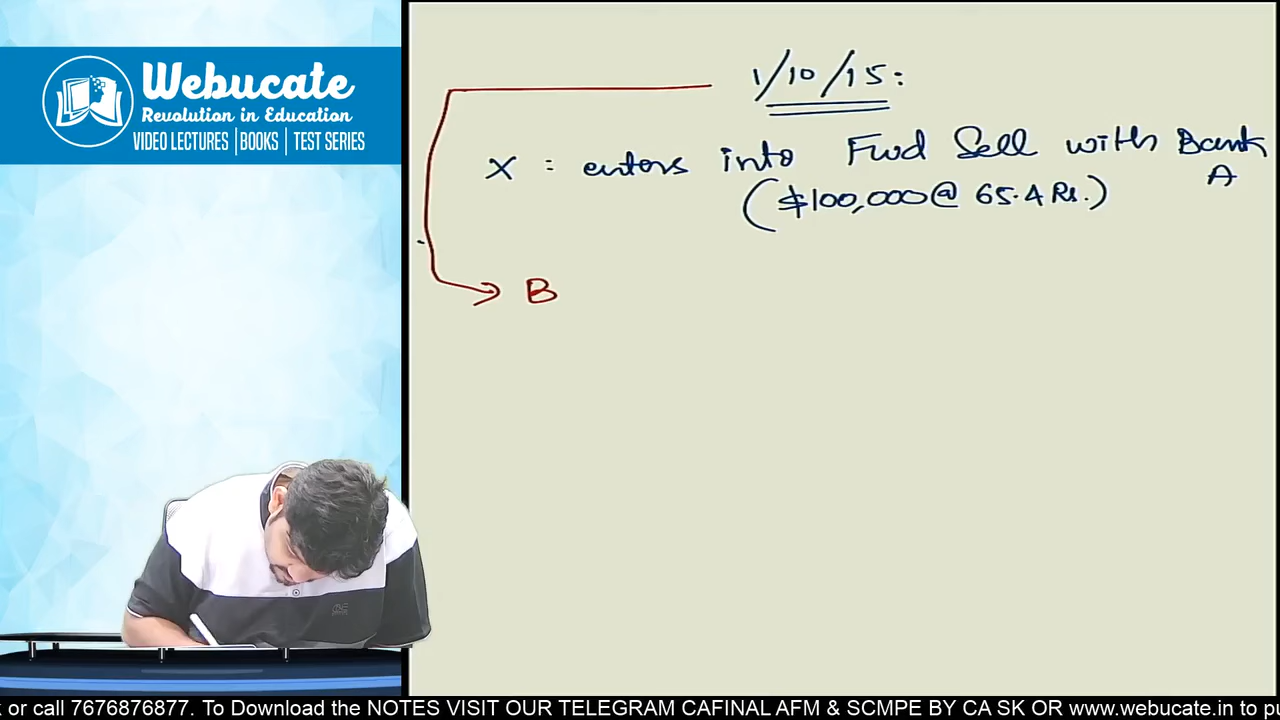 Webucate
Revolution in Education
VIDEO LECTURES | BOOKS | TEST SERIES
1/10/15:
X : enters into Fwd Sell with Bank A
($100,000 @ 65.4 Rs.)
B
or call 7676876877. To Download the NOTES VISIT OUR TELEGRAM CAFINAL AFM & SCMPE BY CA SK OR www.webucate.in to